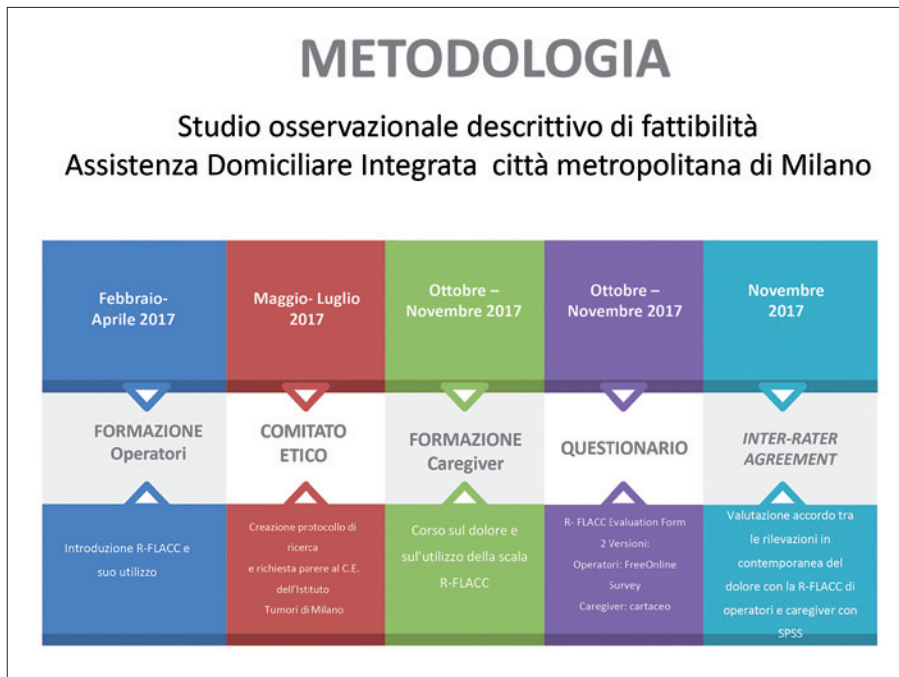 METODOLOGIA
Studio osservazionale descrittivo di fattibilità
Assistenza Domiciliare Integrata città metropolitana di Milano
Febbraio-
Aprile 2017
Maggio- Luglio
2017
Ottobre –
Novembre 2017
Ottobre –
Novembre 2017
Novembre
2017
FORMAZIONE
Operatori
COMITATO
ETICO
FORMAZIONE
Caregiver
QUESTIONARIO
INTER-RATER
AGREEMENT
Introduzione R-FLACC e
suo utilizzo
Creazione protocollo di
ricerca
e richiesta parere al C.E.
dell'Istituto
Tumori di Milano
Corso sul dolore e
sul'utilizzo della scala
R-FLACC
R- FLACC Evaluation Form
2 Versioni:
Operatori: FreeOnline
Survey
Caregiver: cartaceo
Valutazione accordo tra
le rilevazioni in
contemporanea del
dolore con la R-FLACC di
operatori e caregiver con
SPSS